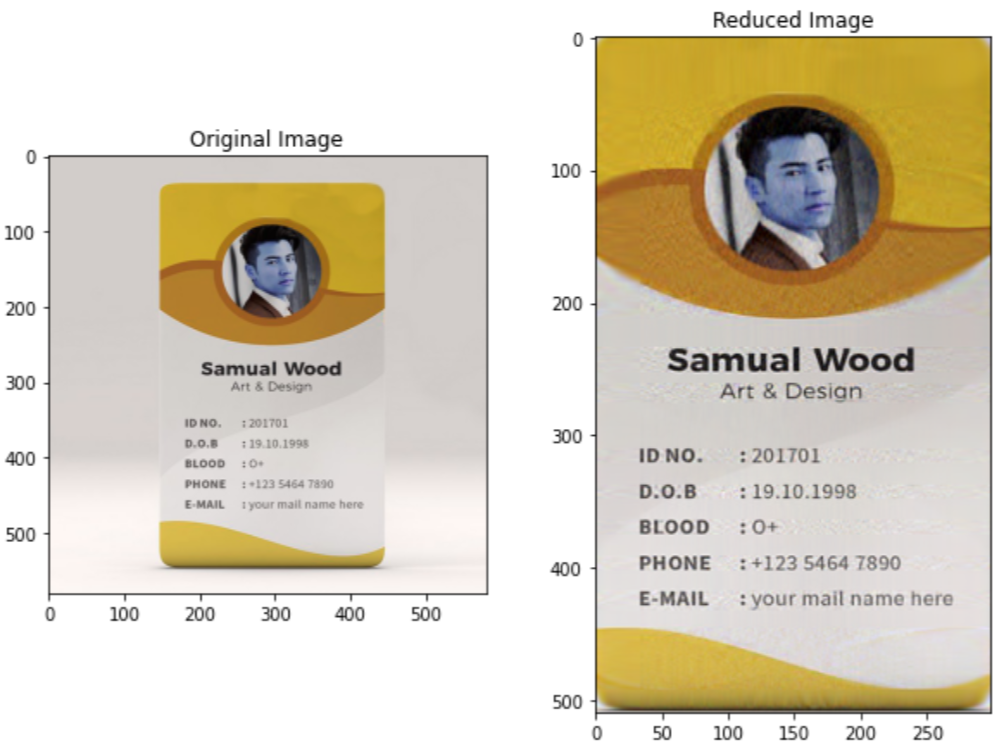 Original Image
0
100
200
300
400
500
0 100 200 300 400 500
Samual Wood
Art & Design
ID NO. : 201701
D.O.B : 19.10.1998
BLOOD : O+
PHONE : +123 5464 7890
E-MAIL : your mail name here
Reduced Image
0
100
200
300
400
500
0 50 100 150 200 250
Samual Wood
Art & Design
ID NO. : 201701
D.O.B : 19.10.1998
BLOOD : O+
PHONE : +123 5464 7890
E-MAIL : your mail name here